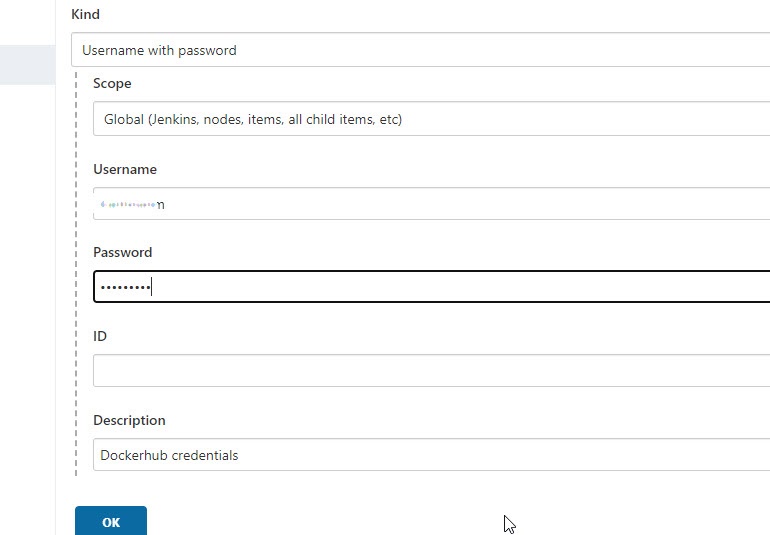 Kind
Username with password
Scope
Global (Jenkins, nodes, items, all child items, etc)
Username
Password
•••••••••
ID
Description
Dockerhub credentials
OK